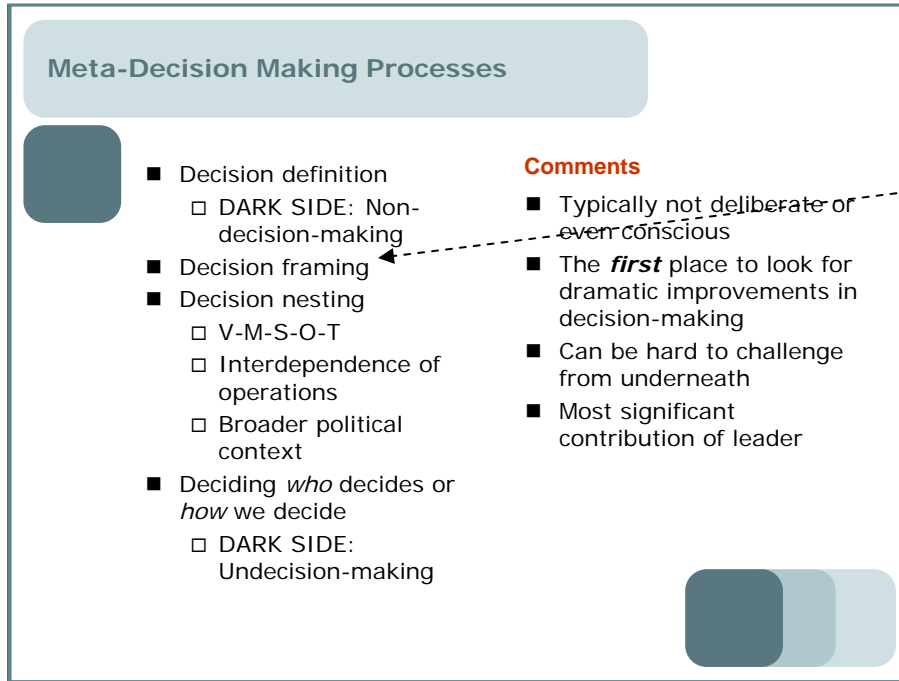 Meta-Decision Making Processes
■ Decision definition
□ DARK SIDE: Non-
decision-making
■ Decision framing
■ Decision nesting
□ V-M-S-O-T
□ Interdependence of
operations
□ Broader political
context
■ Deciding who decides or
how we decide
□ DARK SIDE:
Undecision-making
Comments
■ Typically not deliberate or
even conscious
■ The first place to look for
dramatic improvements in
decision-making
■ Can be hard to challenge
from underneath
■ Most significant
contribution of leader